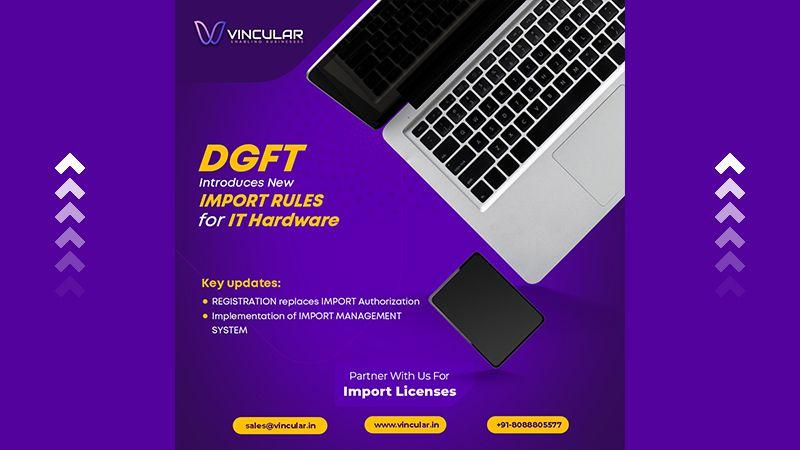 VINCULAR
ENABLING BUSINESSES
DGFT
Introduces New
IMPORT RULES
for IT Hardware
Key updates:
REGISTRATION replaces IMPORT Authorization
Implementation of IMPORT MANAGEMENT
SYSTEM
Partner With Us For
Import Licenses
sales@vincular.in
www.vincular.in
+91-8088805577